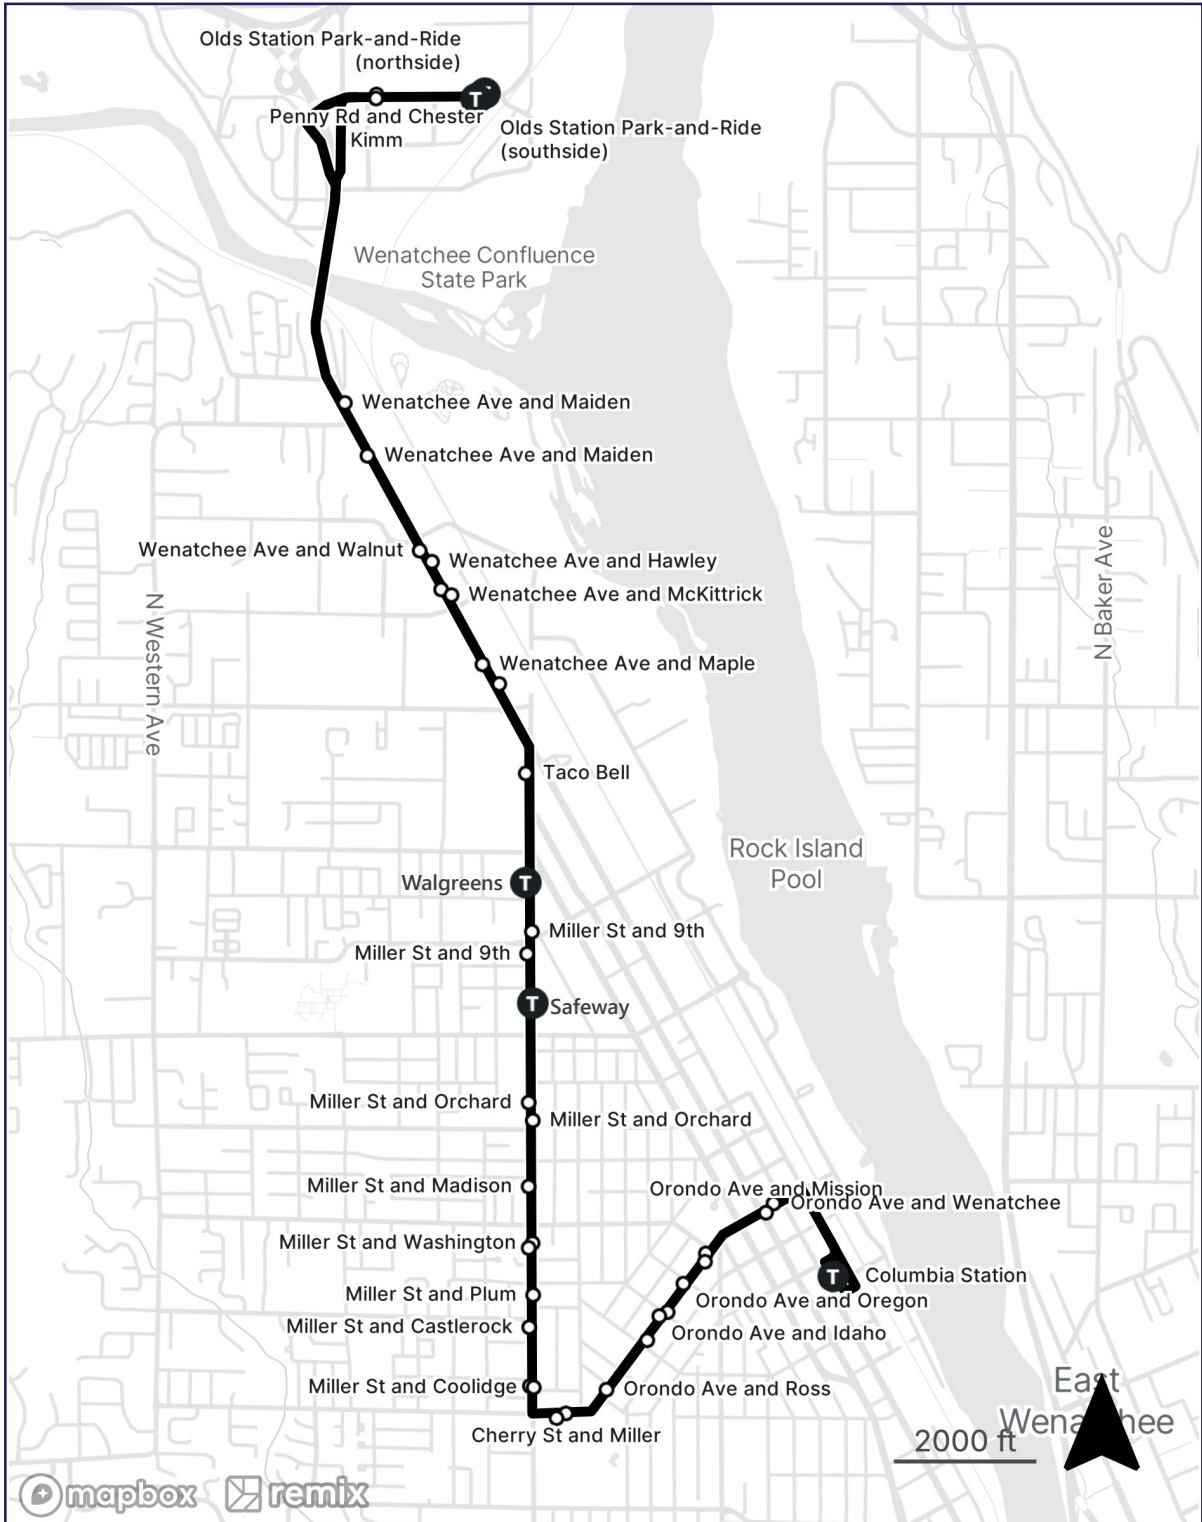 Olds Station Park-and-Ride
(northside)
T
Penny Rd and Chester
Kimm
Olds Station Park-and-Ride
(southside)
Wenatchee Confluence
State Park
Wenatchee Ave and Maiden
Wenatchee Ave and Maiden
Wenatchee Ave and Walnut
Wenatchee Ave and Hawley
Wenatchee Ave and McKittrick
N Western Ave
N Baker Ave
Wenatchee Ave and Maple
Taco Bell
Rock Island
Pool
Walgreens
T
Miller St and 9th
Miller St and 9th
T
Safeway
Miller St and Orchard
Miller St and Orchard
Miller St and Madison
Orondo Ave and Mission
Orondo Ave and Wenatchee
Miller St and Washington
T
Columbia Station
Miller St and Plum
Orondo Ave and Oregon
Miller St and Castlerock
Orondo Ave and Idaho
Miller St and Coolidge
Orondo Ave and Ross
East
Wenatchee
Cherry St and Miller
2000 ft
mapbox
remix